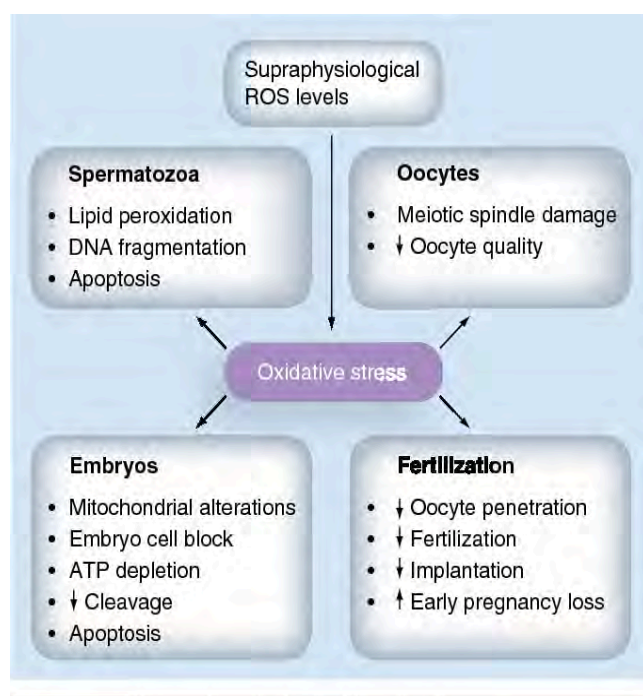 Supraphysiological
ROS levels
Spermatozoa
• Lipid peroxidation
• DNA fragmentation
• Apoptosis
Oocytes
• Meiotic spindle damage
• ↓ Oocyte quality
Oxidative stress
Embryos
• Mitochondrial alterations
• Embryo cell block
• ATP depletion
• ↓ Cleavage
• Apoptosis
Fertilization
• ↓ Oocyte penetration
• ↓ Fertilization
• ↓ Implantation
• ↑ Early pregnancy loss